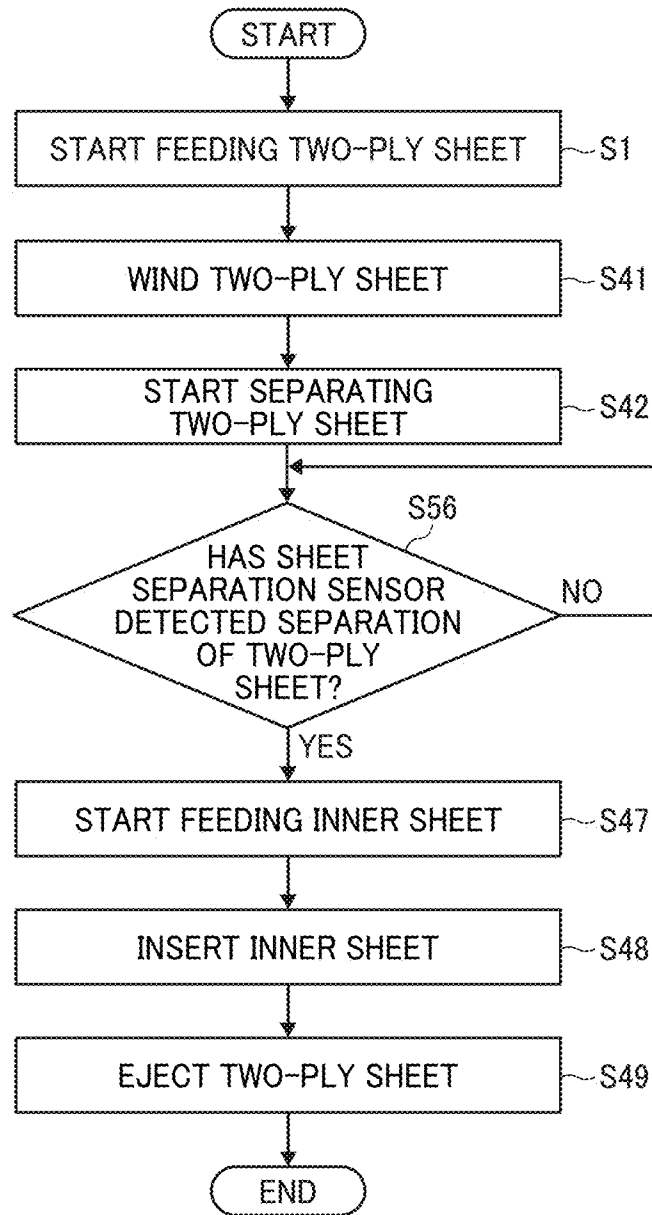 START
START FEEDING TWO-PLY SHEET
S1
WIND TWO-PLY SHEET
S41
START SEPARATING
TWO-PLY SHEET
S42
S56
HAS SHEET
SEPARATION SENSOR
DETECTED SEPARATION
OF TWO-PLY
SHEET?
NO
YES
START FEEDING INNER SHEET
S47
INSERT INNER SHEET
S48
EJECT TWO-PLY SHEET
S49
END